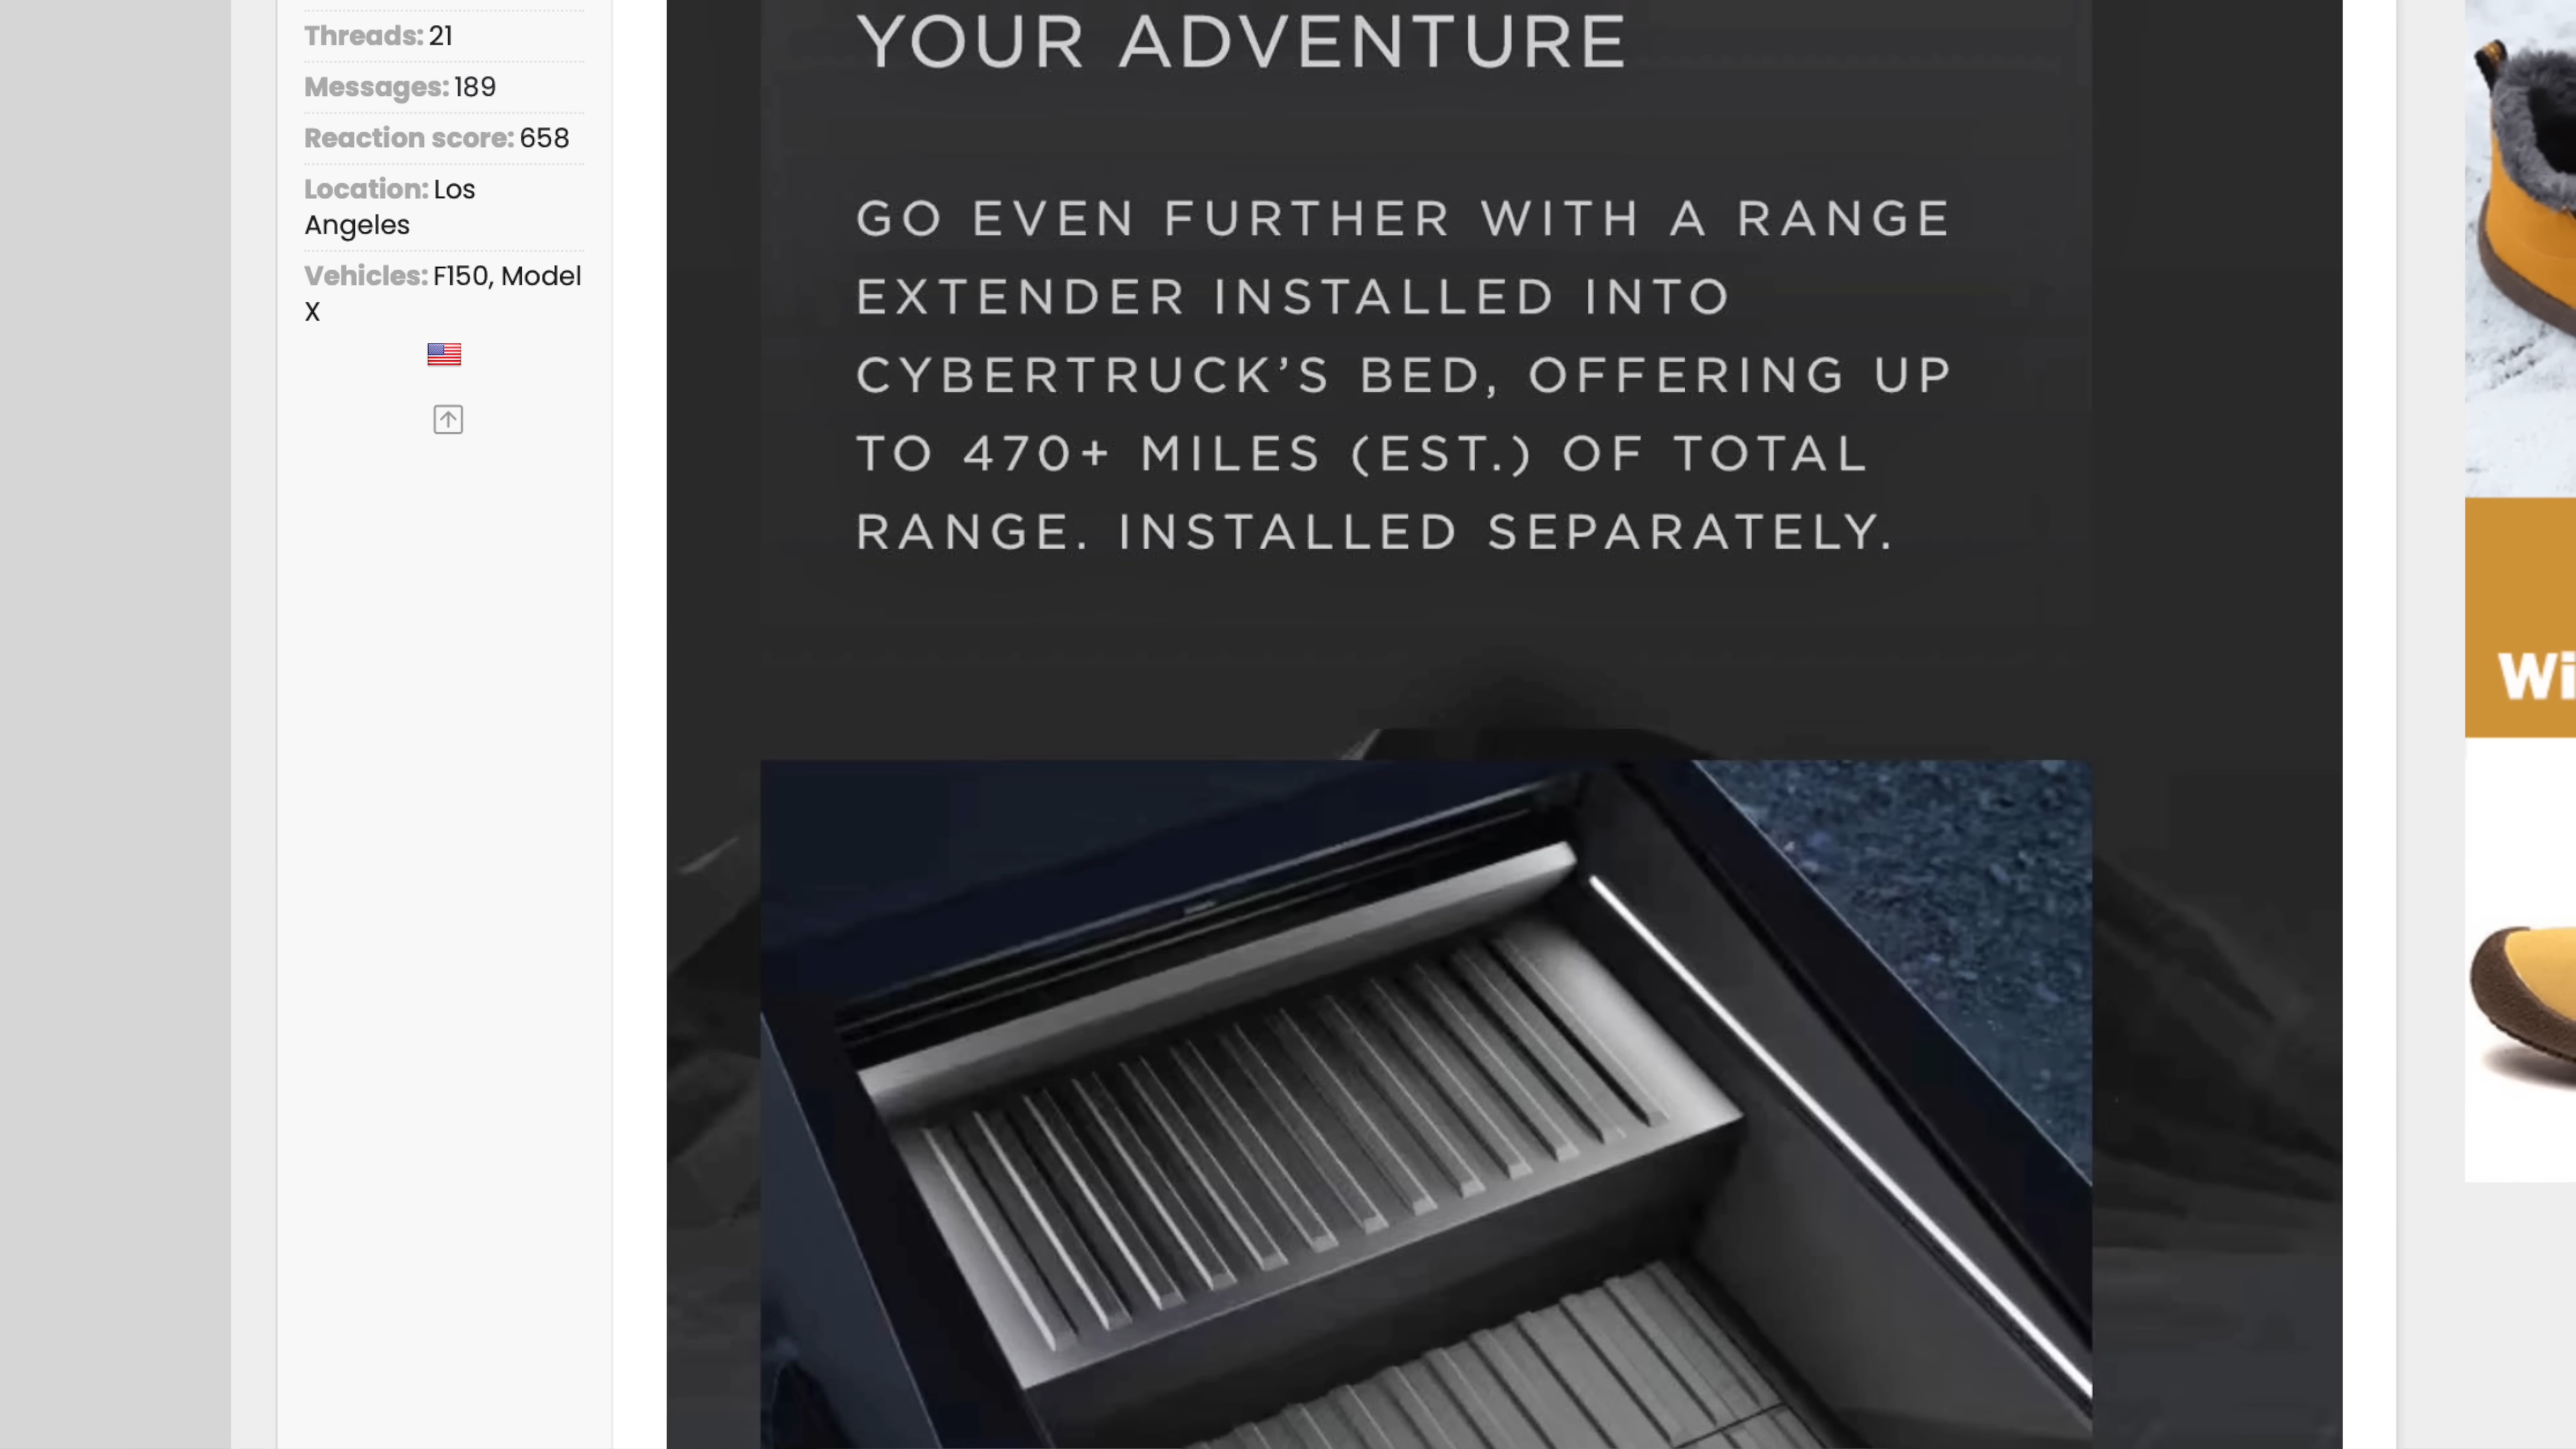 Threads: 21
Messages: 189
Reaction score: 658
Location: Los
Angeles
Vehicles: F150, Model
X
YOUR ADVENTURE
GO EVEN FURTHER WITH A RANGE
EXTENDER INSTALLED INTO
CYBERTRUCK’S BED, OFFERING UP
TO 470+ MILES (EST.) OF TOTAL
RANGE. INSTALLED SEPARATELY.